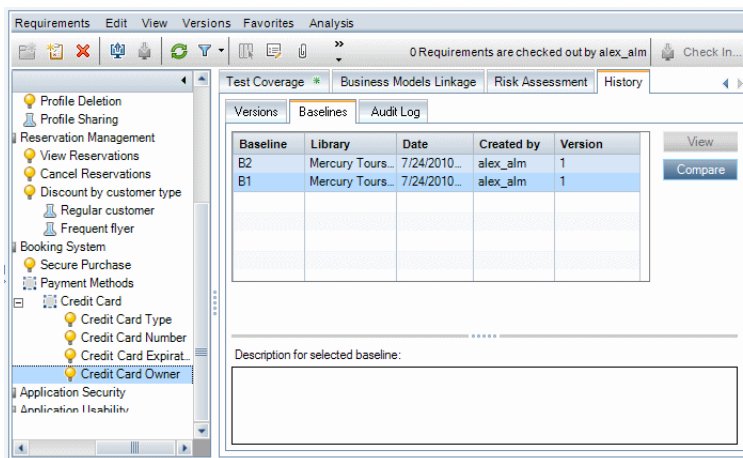 Requirements Edit View Versions Favorites Analysis
0 Requirements are checked out by alex_alm Check In...
Test Coverage * Business Models Linkage Risk Assessment History
Versions Baselines Audit Log
Profile Deletion
Profile Sharing
Reservation Management
View Reservations
Cancel Reservations
Discount by customer type
Regular customer
Frequent flyer
Booking System
Secure Purchase
Payment Methods
Credit Card
Credit Card Type
Credit Card Number
Credit Card Expirat...
Credit Card Owner
Application Security
Application Usability
Baseline Library Date Created by Version
B2 Mercury Tours... 7/24/2010... alex_alm 1
B1 Mercury Tours... 7/24/2010... alex_alm 1
View
Compare
Description for selected baseline: